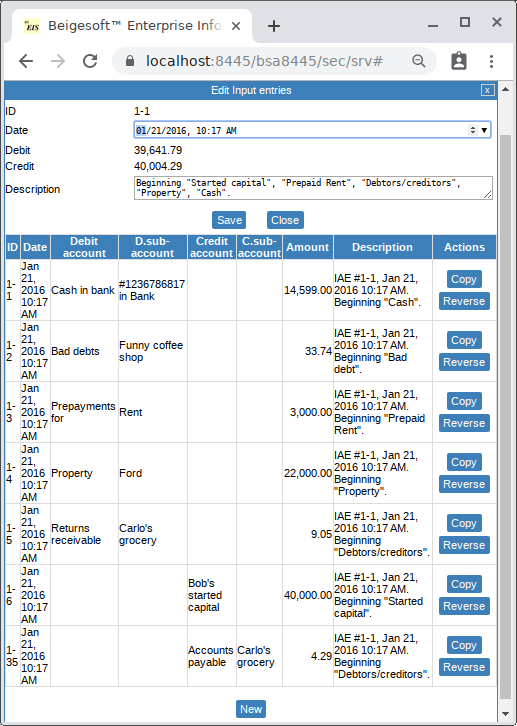 EIS Beigesoft™ Enterprise Info
localhost:8445/bsa8445/sec/srv#
Edit Input entries x
ID 1-1
Date 01/21/2016, 10:17 AM
Debit 39,641.79
Credit 40,004.29
Description Beginning "Started capital", "Prepaid Rent", "Debtors/creditors",
"Property", "Cash".
Save Close
ID Date Debit account D.sub-account Credit account C.sub-account Amount Description Actions
1-1 Jan 21, 2016 10:17 AM Cash in bank #1236786817 in Bank 14,599.00 IAE #1-1, Jan 21, 2016 10:17 AM. Beginning "Cash". Copy Reverse
1-2 Jan 21, 2016 10:17 AM Bad debts Funny coffee shop 33.74 IAE #1-1, Jan 21, 2016 10:17 AM. Beginning "Bad debt". Copy Reverse
1-3 Jan 21, 2016 10:17 AM Prepayments for Rent 3,000.00 IAE #1-1, Jan 21, 2016 10:17 AM. Beginning "Prepaid Rent". Copy Reverse
1-4 Jan 21, 2016 10:17 AM Property Ford 22,000.00 IAE #1-1, Jan 21, 2016 10:17 AM. Beginning "Property". Copy Reverse
1-5 Jan 21, 2016 10:17 AM Returns receivable Carlo's grocery 9.05 IAE #1-1, Jan 21, 2016 10:17 AM. Beginning "Debtors/creditors". Copy Reverse
1-6 Jan 21, 2016 10:17 AM Bob's started capital 40,000.00 IAE #1-1, Jan 21, 2016 10:17 AM. Beginning "Started capital". Copy Reverse
1-35 Jan 21, 2016 10:17 AM Accounts payable Carlo's grocery 4.29 IAE #1-1, Jan 21, 2016 10:17 AM. Beginning "Debtors/creditors". Copy Reverse
New